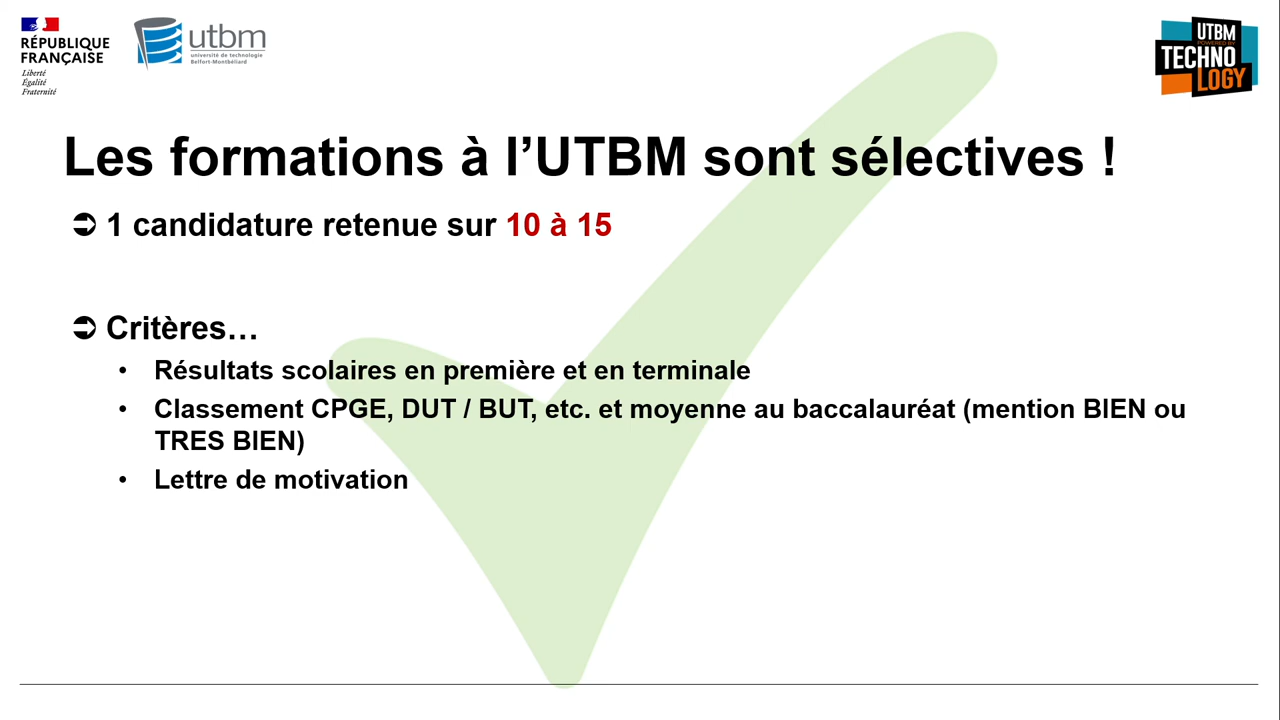 RÉPUBLIQUE
FRANÇAISE
Liberté
Égalité
Fraternité
utbm
université de technologie
Belfort-Montbéliard
UTBM
POWERED BY
TECHNO
LOGY
Les formations à l’UTBM sont sélectives !
➲ 1 candidature retenue sur 10 à 15
➲ Critères…
• Résultats scolaires en première et en terminale
• Classement CPGE, DUT / BUT, etc. et moyenne au baccalauréat (mention BIEN ou
TRES BIEN)
• Lettre de motivation